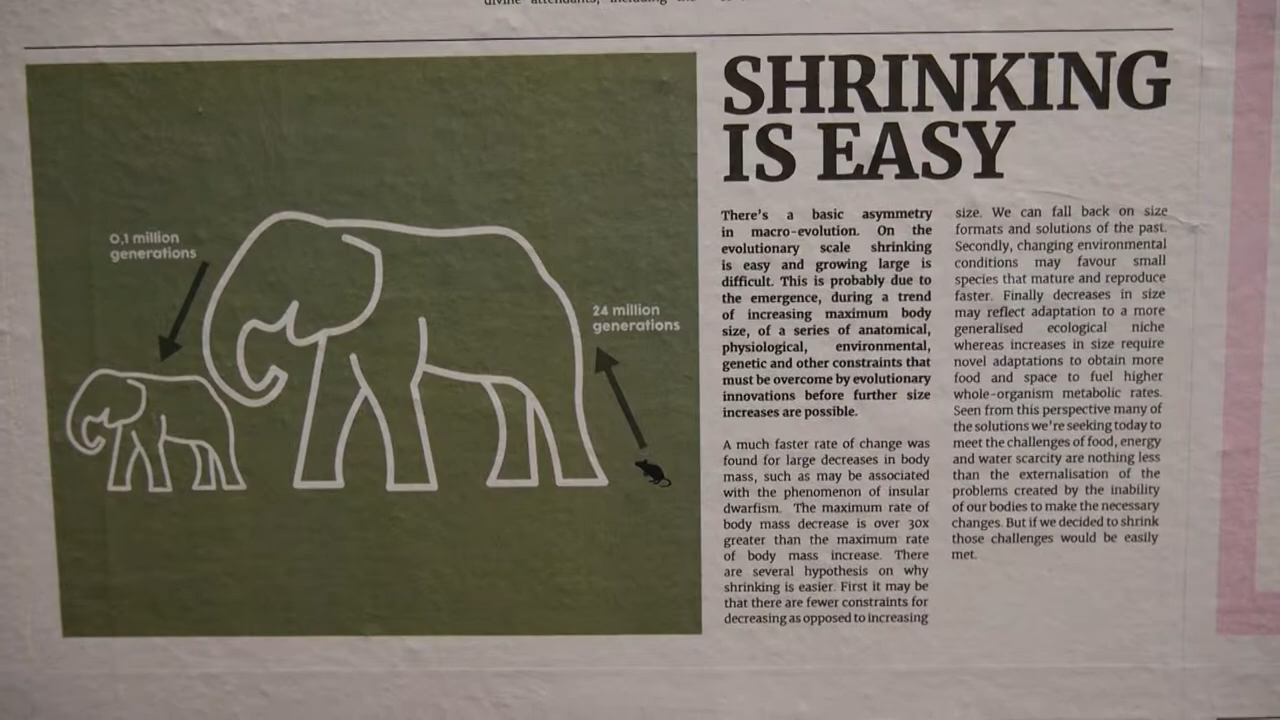 SHRINKING
IS EASY
0,1 million
generations
24 million
generations
There's a basic asymmetry
in macro-evolution. On the
evolutionary scale shrinking
is easy and growing large is
difficult. This is probably due to
the emergence, during a trend
of increasing maximum body
size, of a series of anatomical,
physiological, environmental,
genetic and other constraints that
must be overcome by evolutionary
innovations before further size
increases are possible.
A much faster rate of change was
found for large decreases in body
mass, such as may be associated
with the phenomenon of insular
dwarfism. The maximum rate of
body mass decrease is over 30x
greater than the maximum rate
of body mass increase. There
are several hypothesis on why
shrinking is easier. First it may be
that there are fewer constraints for
decreasing as opposed to increasing
size. We can fall back on size
formats and solutions of the past.
Secondly, changing environmental
conditions may favour small
species that mature and reproduce
faster. Finally decreases in size
may reflect adaptation to a more
generalised ecological niche
whereas increases in size require
novel adaptations to obtain more
food and space to fuel higher
whole-organism metabolic rates.
Seen from this perspective many of
the solutions we're seeking today to
meet the challenges of food, energy
and water scarcity are nothing less
than the externalisation of the
problems created by the inability
of our bodies to make the necessary
changes. But if we decided to shrink
those challenges would be easily
met.